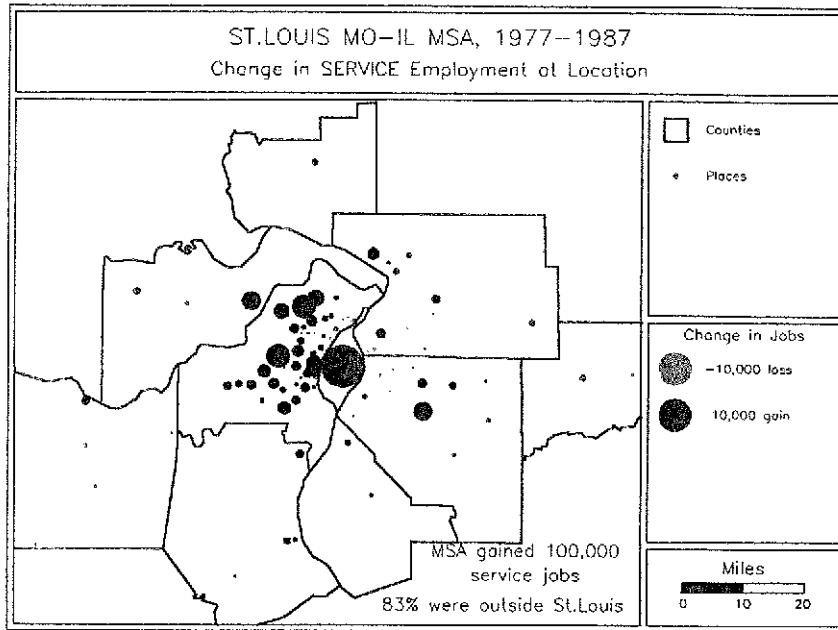 ST.LOUIS MO-IL MSA, 1977--1987
Change in SERVICE Employment at Location
Counties
Places
Change in Jobs
-10,000 loss
10,000 gain
MSA gained 100,000
service jobs
83% were outside St.Louis
Miles
0 10 20